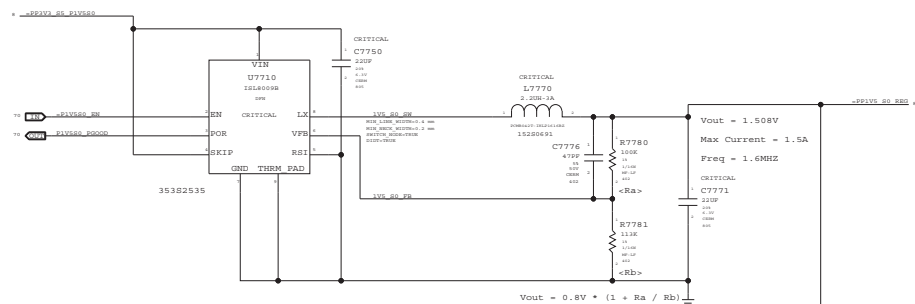 =PP3V3_S5_P1V5S0
CRITICAL
C7750
22UF
20%
6.3V
CERM
805
VIN
U7710
ISL8009B
DFN
CRITICAL
EN
POR
SKIP
LX
VFB
RSI
GND THRM_PAD
IN
=P1V5S0_EN
OUT
P1V5S0_PGOOD
353S2535
1V5_S0_SW
MIN_LINE_WIDTH=0.4 mm
MIN_NECK_WIDTH=0.2 mm
SWITCH_NODE=TRUE
DIDT=TRUE
1V5_S0_FB
CRITICAL
L7770
2.2UH-3A
152S0691
C7776
47PF
5%
50V
CERM
402
R7780
100K
1%
1/16W
MF-LF
402
<Ra>
R7781
113K
1%
1/16W
MF-LF
402
<Rb>
=PP1V5_S0_REG
Vout = 1.508V
Max Current = 1.5A
Freq = 1.6MHZ
CRITICAL
C7771
22UF
20%
6.3V
CERM
805
Vout = 0.8V * (1 + Ra / Rb)